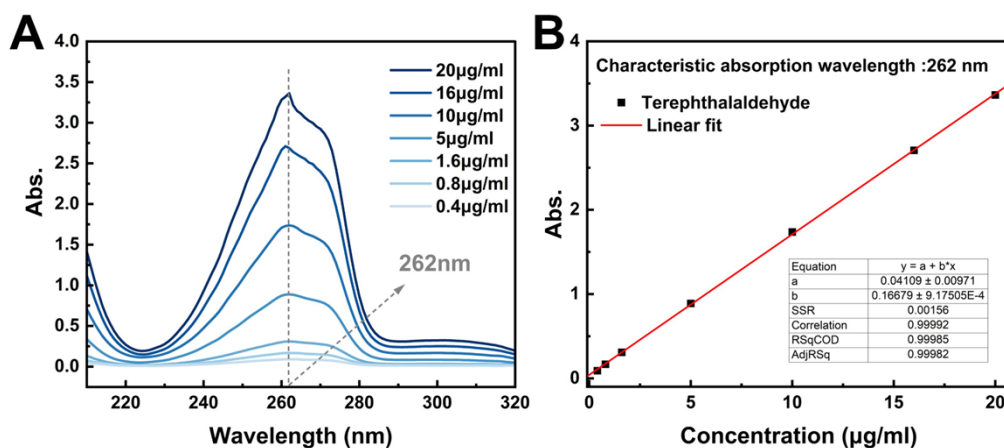 A
4.0
3.5
3.0
2.5
2.0
1.5
1.0
0.5
0.0
Abs.
220 240 260 280 300 320
Wavelength (nm)
20μg/ml
16μg/ml
10μg/ml
5μg/ml
1.6μg/ml
0.8μg/ml
0.4μg/ml
262nm
B
4
3
2
1
0
Abs.
0 5 10 15 20
Concentration (μg/ml)
Characteristic absorption wavelength :262 nm
Terephthalaldehyde
Linear fit
Equation y = a + b*x
a 0.04109 ± 0.00971
b 0.16679 ± 9.17505E-4
SSR 0.00156
Correlation 0.99992
RSqCOD 0.99985
AdjRSq 0.99982